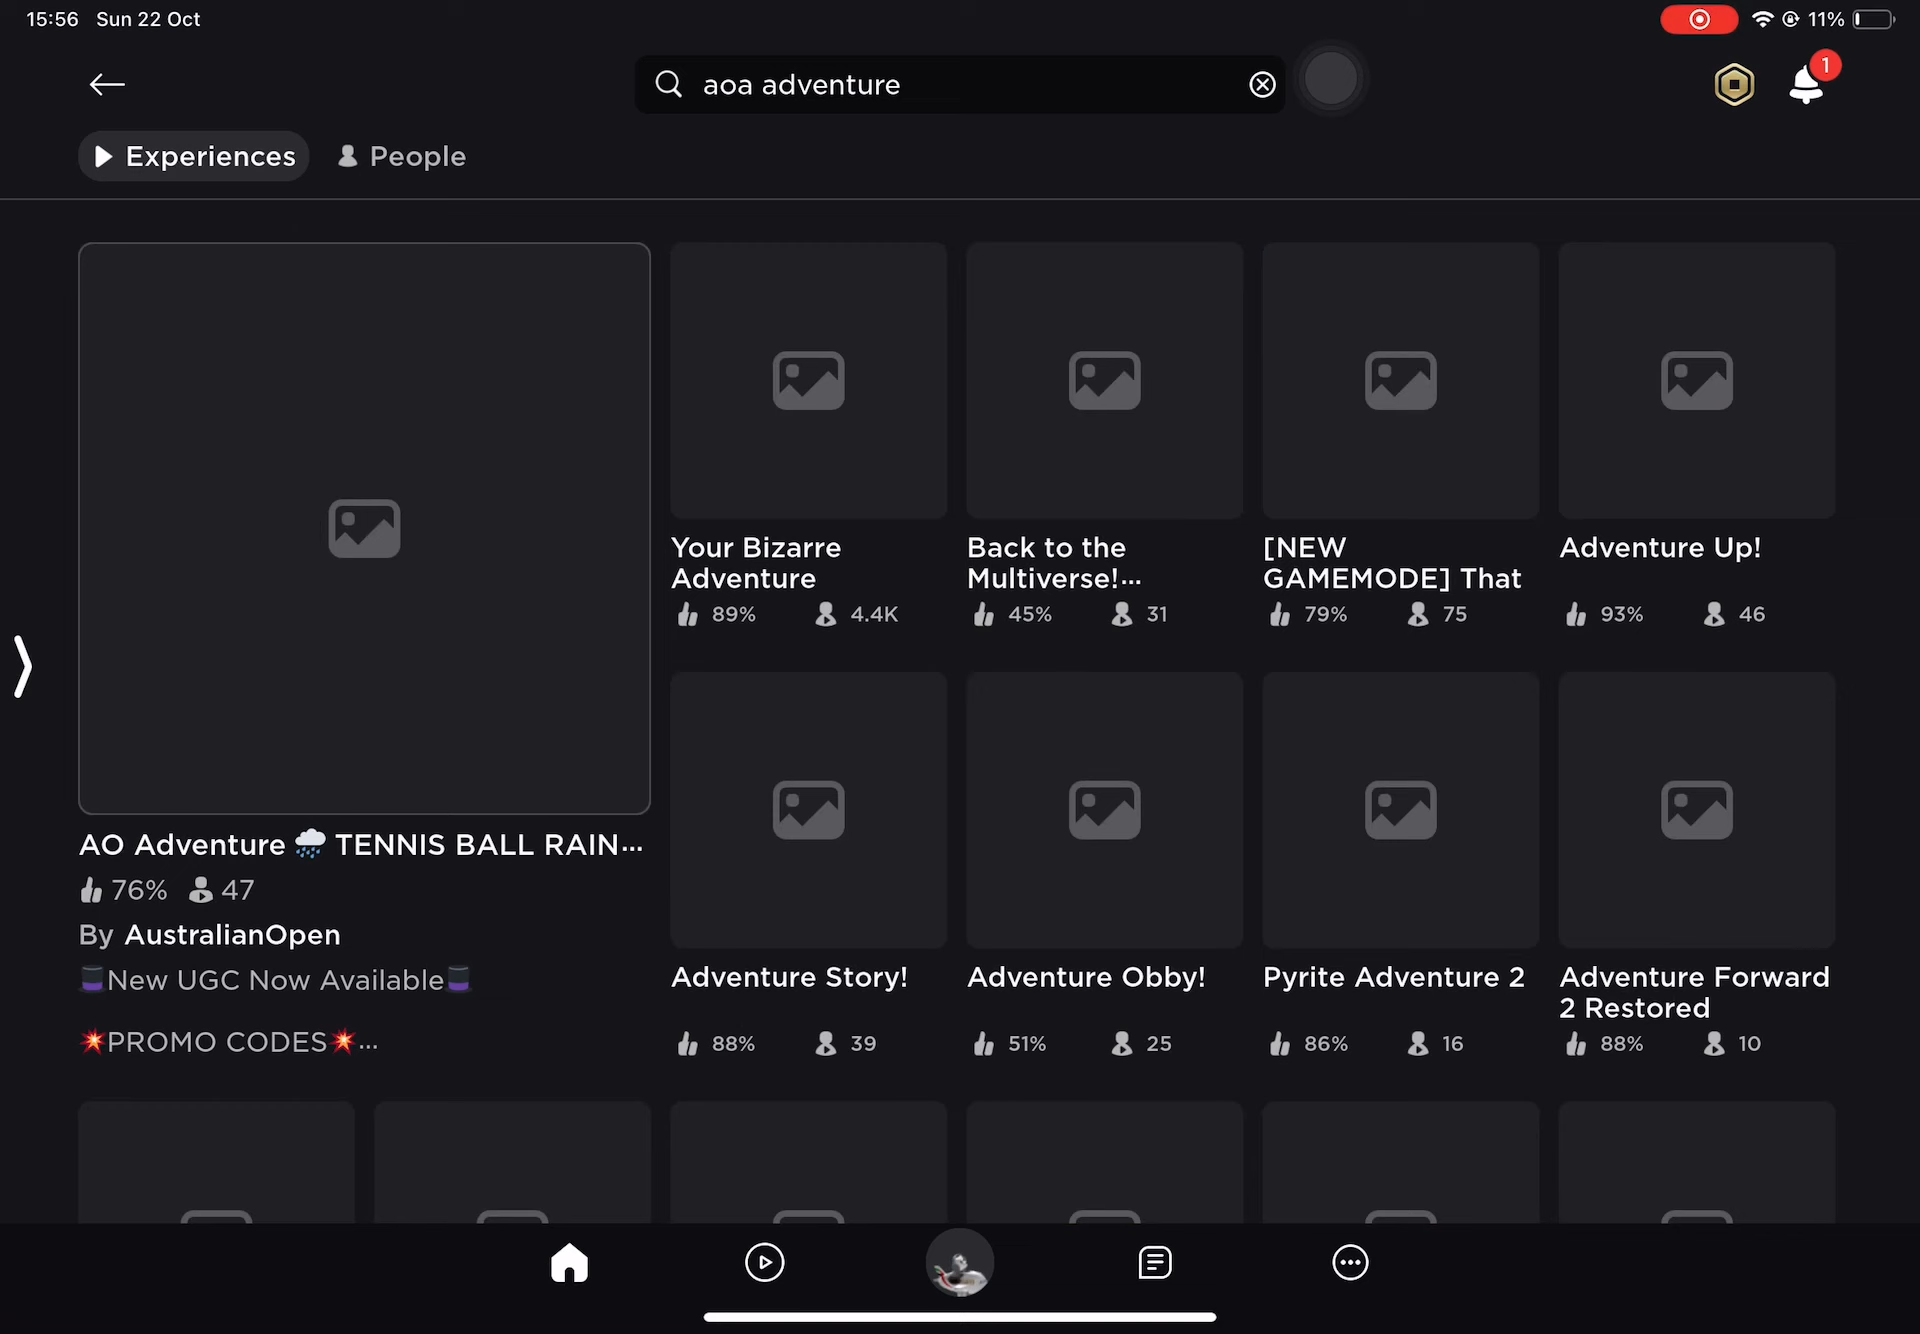 15:56 Sun 22 Oct
11%
aoa adventure
1
Experiences
People
AO Adventure 🌧️ TENNIS BALL RAIN...
76% 47
By AustralianOpen
🎩New UGC Now Available🎩
💥PROMO CODES💥...
Your Bizarre
Adventure
89% 4.4K
Back to the
Multiverse!...
45% 31
[NEW
GAMEMODE] That
79% 75
Adventure Up!
93% 46
Adventure Story!
88% 39
Adventure Obby!
51% 25
Pyrite Adventure 2
86% 16
Adventure Forward
2 Restored
88% 10